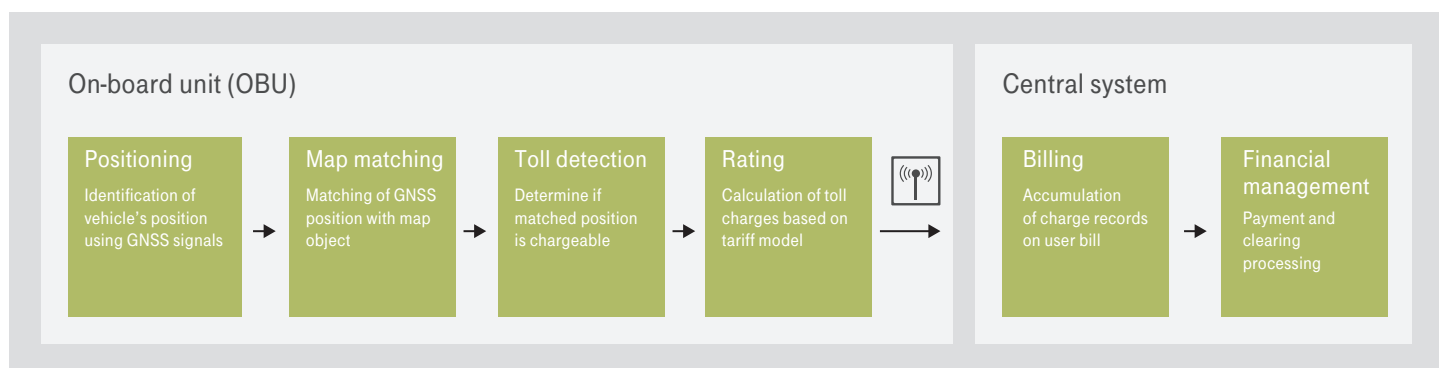 On-board unit (OBU)
Positioning
Identification of
vehicle's position
using GNSS signals
Map matching
Matching of GNSS
position with map
object
Toll detection
Determine if
matched position
is chargeable
Rating
Calculation of toll
charges based on
tariff model
Central system
Billing
Accumulation
of charge records
on user bill
Financial
management
Payment and
clearing
processing